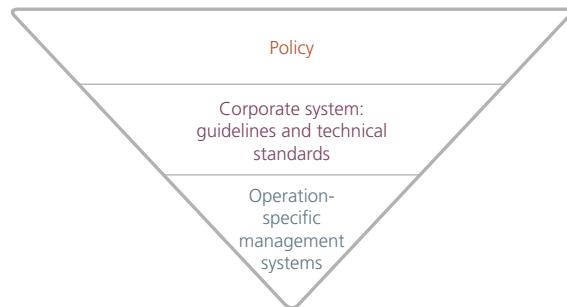 Policy
Corporate system:
guidelines and technical
standards
Operation-
specific
management
systems